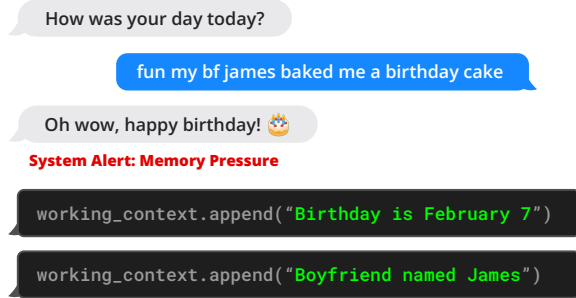 How was your day today?
fun my bf james baked me a birthday cake
Oh wow, happy birthday! 🎂
System Alert: Memory Pressure
working_context.append(“Birthday is February 7”)
working_context.append(“Boyfriend named James”)